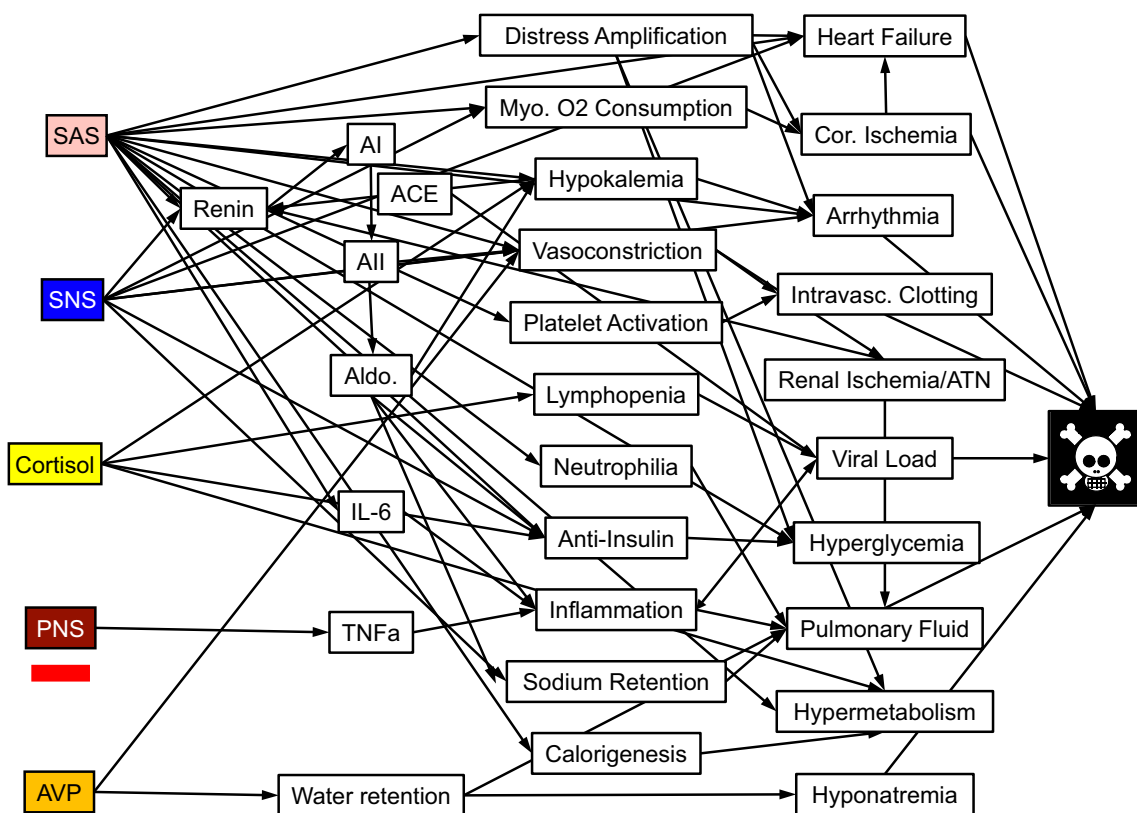 Distress Amplification
Heart Failure
SAS
Myo. O2 Consumption
Cor. Ischemia
AI
Hypokalemia
ACE
Renin
Arrhythmia
Vasoconstriction
AII
SNS
Intravasc. Clotting
Platelet Activation
Aldo.
Renal Ischemia/ATN
Lymphopenia
Cortisol
Neutrophilia
Viral Load
IL-6
Anti-Insulin
Hyperglycemia
Inflammation
PNS
TNFa
Pulmonary Fluid
Sodium Retention
Hypermetabolism
Calorigenesis
AVP
Water retention
Hyponatremia